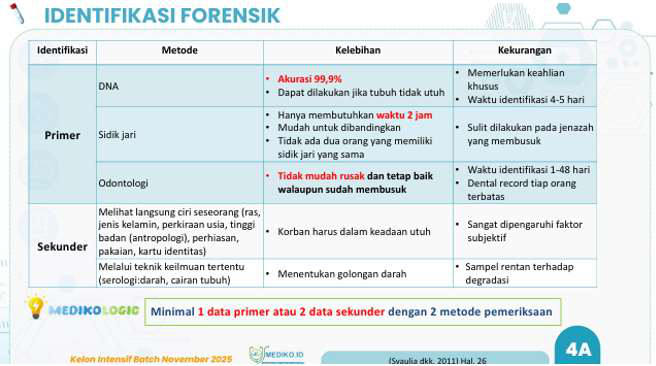 IDENTIFIKASI FORENSIK
Identifikasi Metode Kelebihan Kekurangan
Primer
DNA
• Akurasi 99,9%
• Dapat dilakukan jika tubuh tidak utuh
• Memerlukan keahlian
khusus
• Waktu identifikasi 4-5 hari
Sidik jari
• Hanya membutuhkan waktu 2 jam
• Mudah untuk dibandingkan
• Tidak ada dua orang yang memiliki
sidik jari yang sama
• Sulit dilakukan pada jenazah
yang membusuk
Odontologi
• Tidak mudah rusak dan tetap baik
walaupun sudah membusuk
• Waktu identifikasi 1-48 hari
• Dental record tiap orang
terbatas
Sekunder
Melihat langsung ciri seseorang (ras,
jenis kelamin, perkiraan usia, tinggi
badan (antropologi), perhiasan,
pakaian, kartu identitas)
• Korban harus dalam keadaan utuh
• Sangat dipengaruhi faktor
subjektif
Melalui teknik keilmuan tertentu
(serologi:darah, cairan tubuh)
• Menentukan golongan darah
• Sampel rentan terhadap
degradasi
MEDIKOLOGIC
Minimal 1 data primer atau 2 data sekunder dengan 2 metode pemeriksaan
4A
Kelon Intensif Batch November 2025
MEDIKO.ID
(Syaulia dkk, 2011) Hal. 26